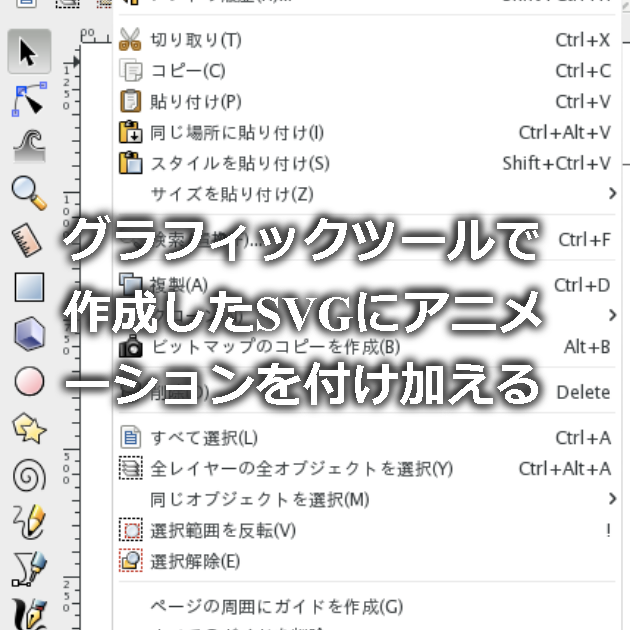 切り取り(T) Ctrl+X
コピー(C) Ctrl+C
貼り付け(P) Ctrl+V
同じ場所に貼り付け(I) Ctrl+Alt+V
スタイルを貼り付け(S) Shift+Ctrl+V
サイズを貼り付け(Z)
Ctrl+F
グラフィックツールで
複製(A) Ctrl+D
作成したSVGにアニメ
ビットマップのコピーを作成(B) Alt+B
ーションを付け加える
Delete
すべて選択(L) Ctrl+A
全レイヤーの全オブジェクトを選択(Y) Ctrl+Alt+A
同じオブジェクトを選択(M)
選択範囲を反転(V) !
選択解除(E)
ページの周囲にガイドを作成(G)